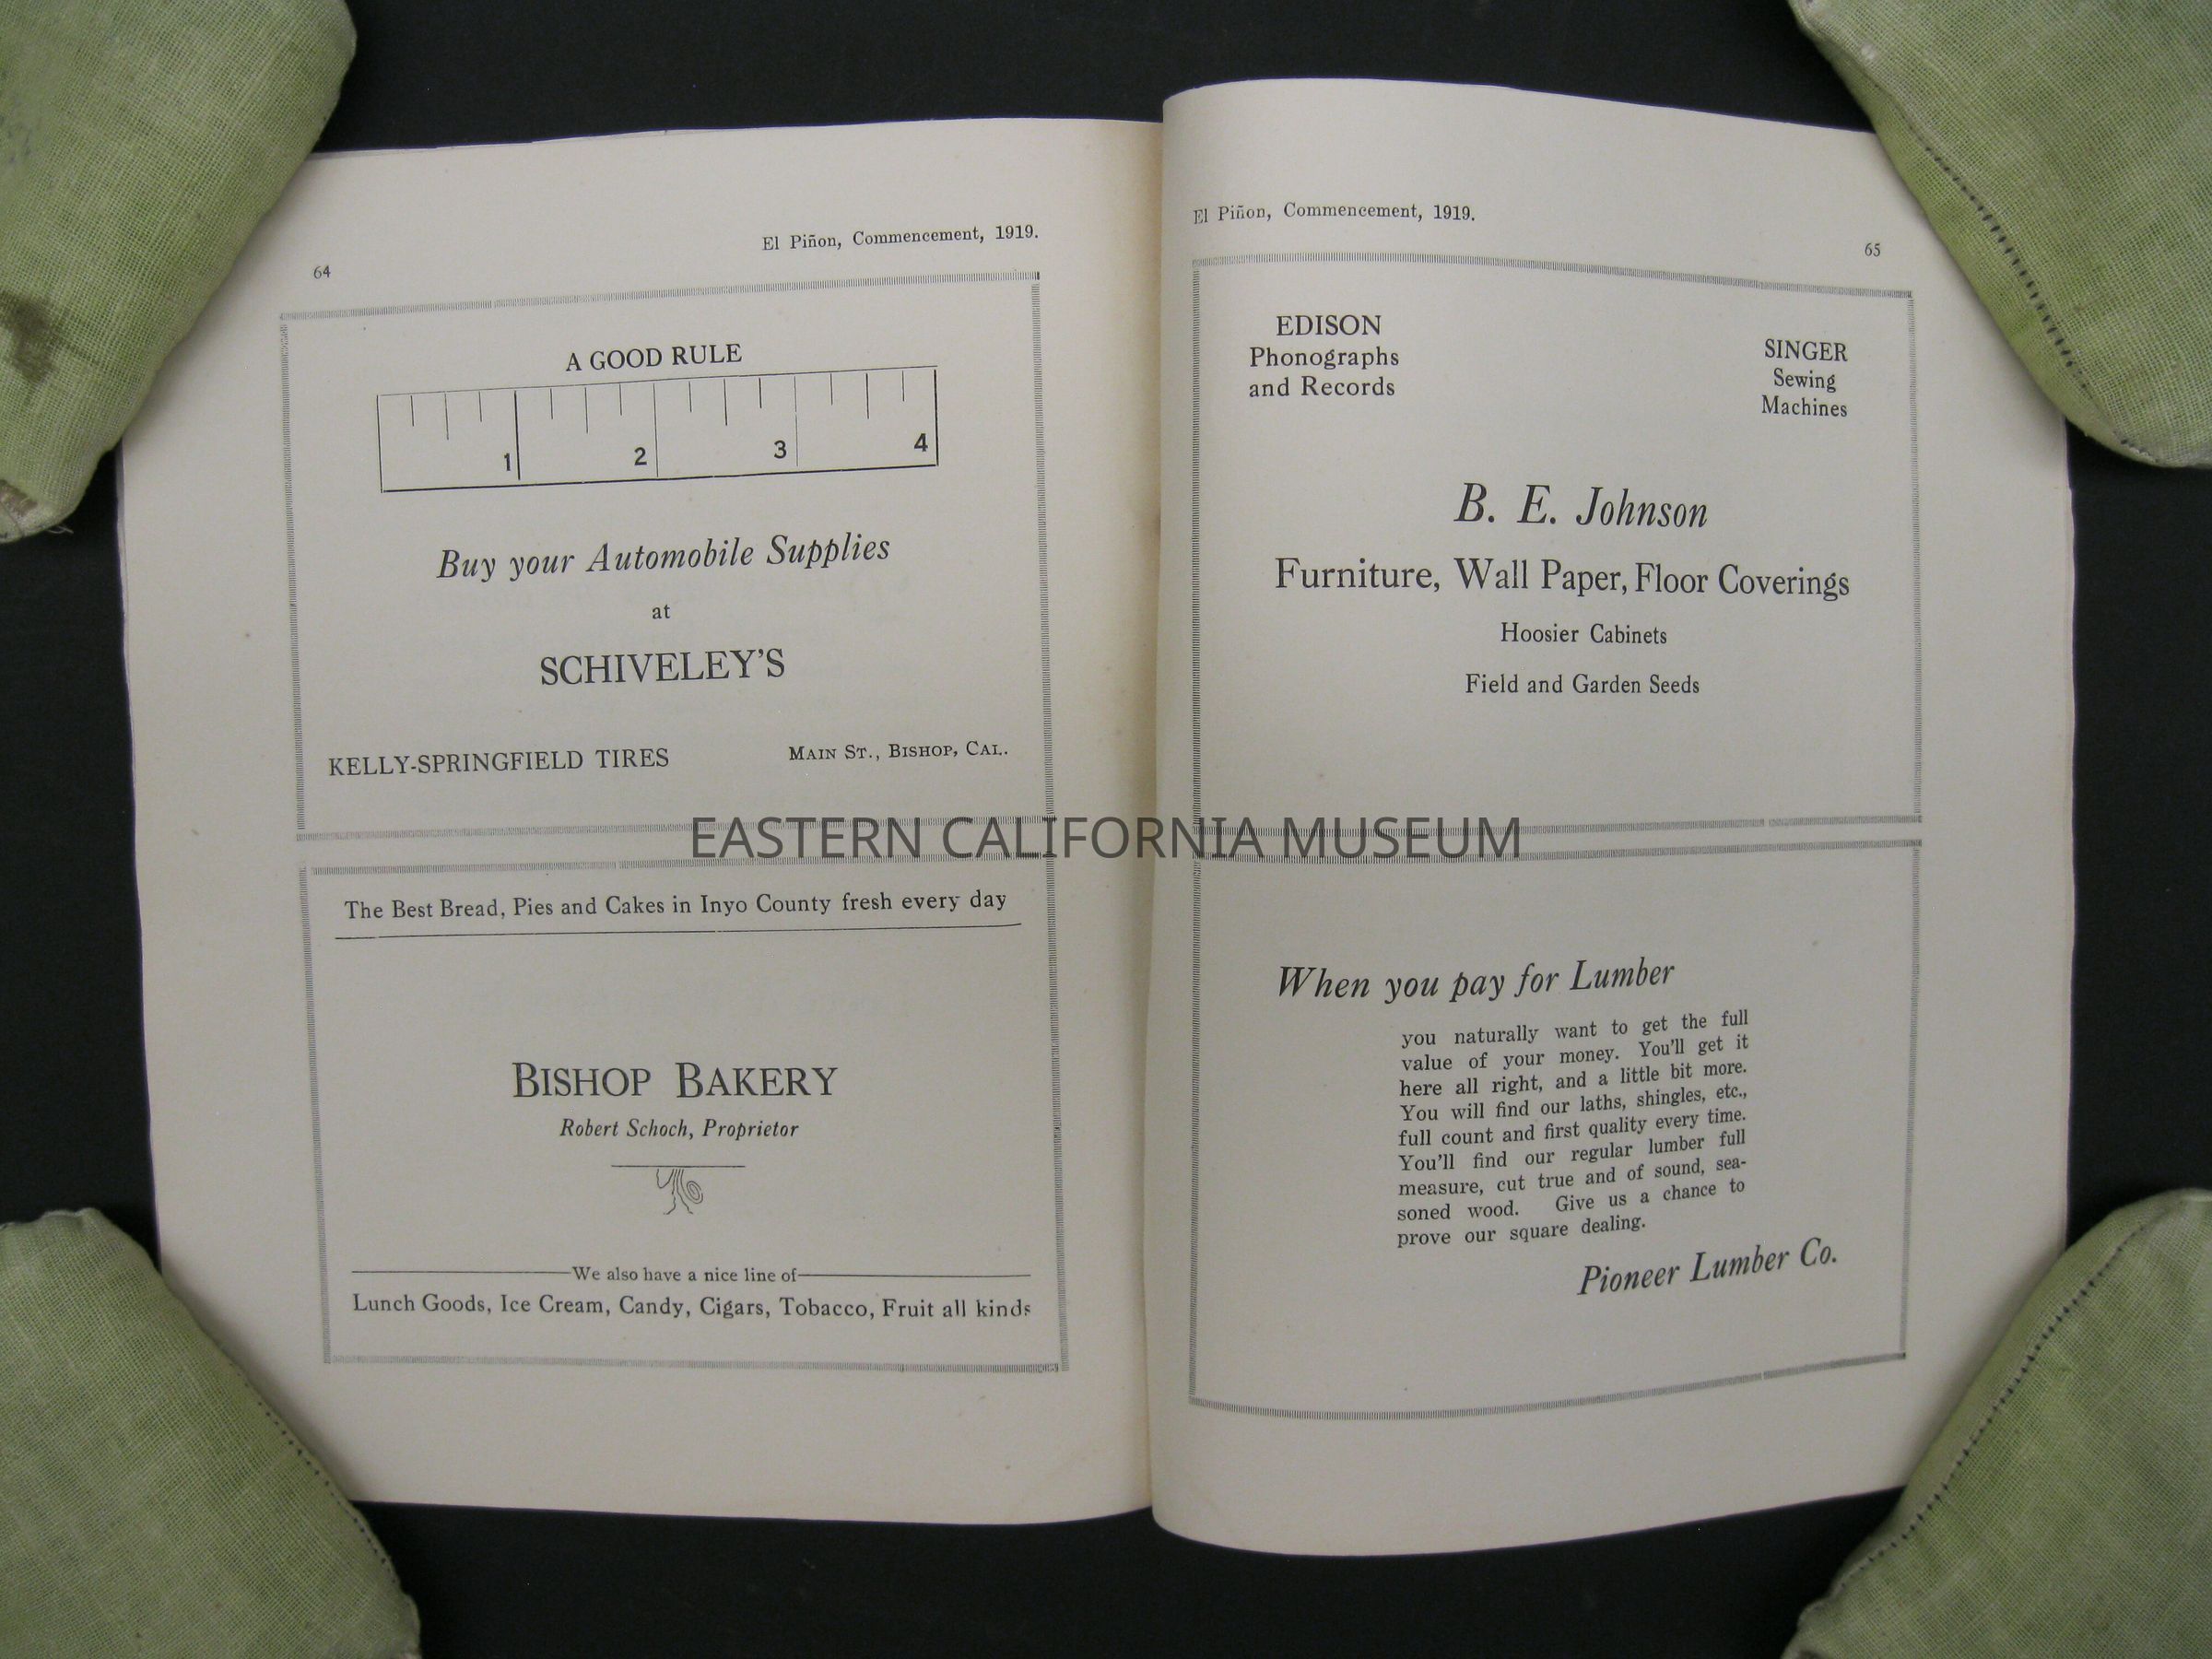 El Piñon, Commencement, 1919.
64
A GOOD RULE
1 2 3 4
Buy your Automobile Supplies
at
SCHIVELEY'S
KELLY-SPRINGFIELD TIRES MAIN ST., BISHOP, CAL.
The Best Bread, Pies and Cakes in Inyo County fresh every day
BISHOP BAKERY
Robert Schoch, Proprietor
We also have a nice line of
Lunch Goods, Ice Cream, Candy, Cigars, Tobacco, Fruit all kinds
El Piñon, Commencement, 1919.
65
EDISON
Phonographs
and Records
SINGER
Sewing
Machines
B. E. Johnson
Furniture, Wall Paper, Floor Coverings
Hoosier Cabinets
Field and Garden Seeds
When you pay for Lumber
you naturally want to get the full
value of your money. You'll get it
here all right, and a little bit more.
You will find our laths, shingles, etc.,
full count and first quality every time.
You'll find our regular lumber full
measure, cut true and of sound, sea-
soned wood. Give us a chance to
prove our square dealing.
Pioneer Lumber Co.
EASTERN CALIFORNIA MUSEUM